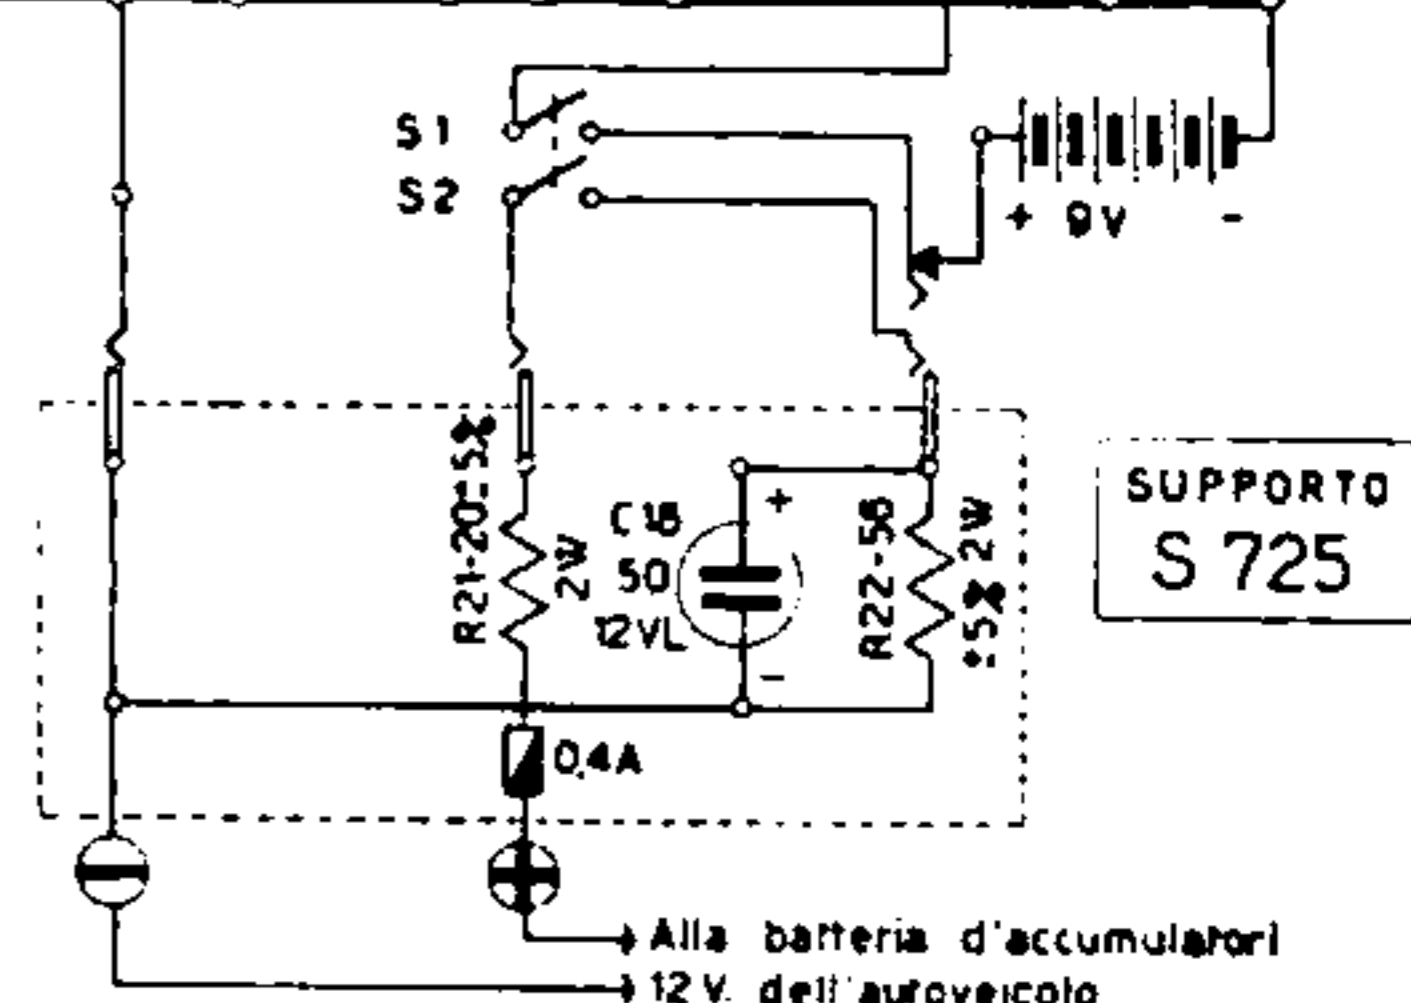 S1
S2
+ 9V -
R21-20±5%
2W
C18
50
12VL
+
-
R22-56
±5% 2W
SUPPORTO
S 725
0,4A
Alla batteria d'accumulatori
12 V. dell'autoveicolo